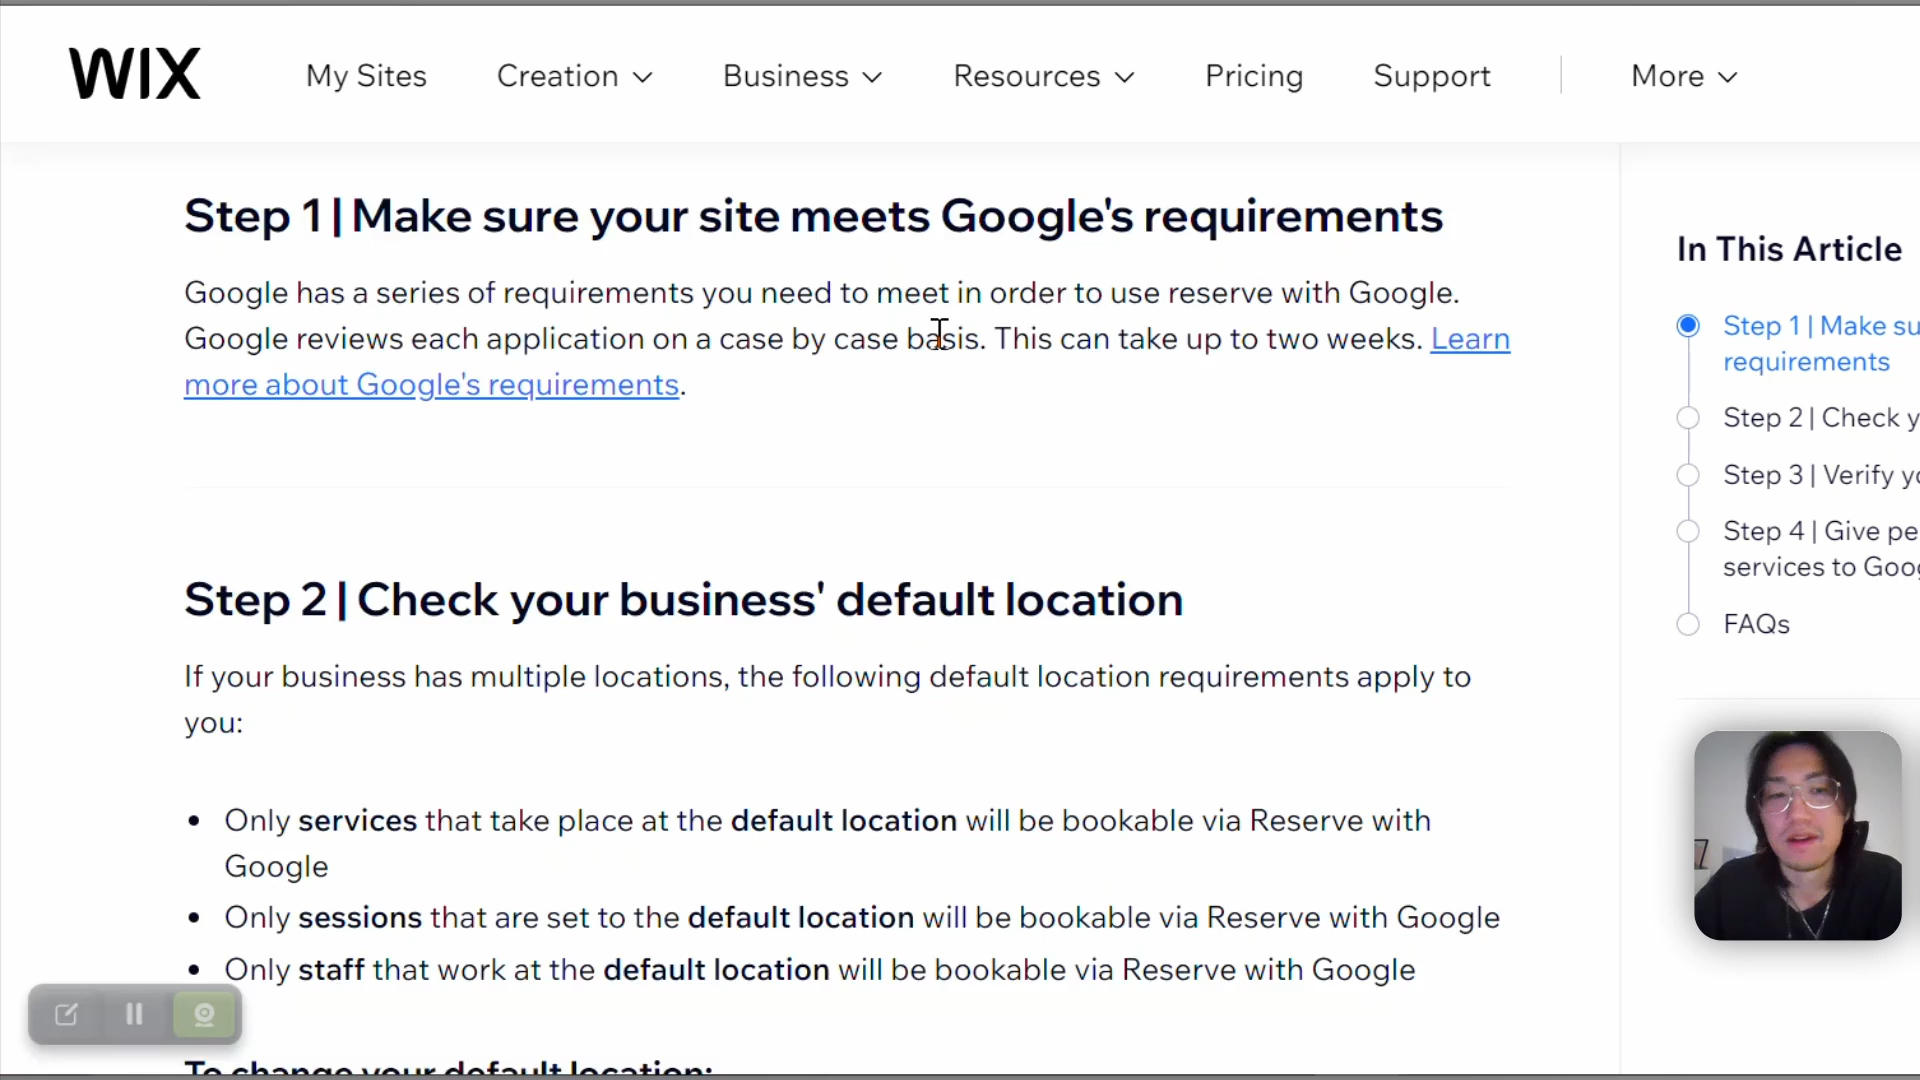 WIX
My Sites
Creation
Business
Resources
Pricing
Support
More
Step 1 | Make sure your site meets Google's requirements
Google has a series of requirements you need to meet in order to use reserve with Google.
Google reviews each application on a case by case basis. This can take up to two weeks. Learn
more about Google's requirements.
Step 2 | Check your business' default location
If your business has multiple locations, the following default location requirements apply to
you:
• Only services that take place at the default location will be bookable via Reserve with
Google
• Only sessions that are set to the default location will be bookable via Reserve with Google
• Only staff that work at the default location will be bookable via Reserve with Google
To change your default location:
In This Article
Step 1 | Make su
requirements
Step 2 | Check y
Step 3 | Verify yo
Step 4 | Give pe
services to Goog
FAQs